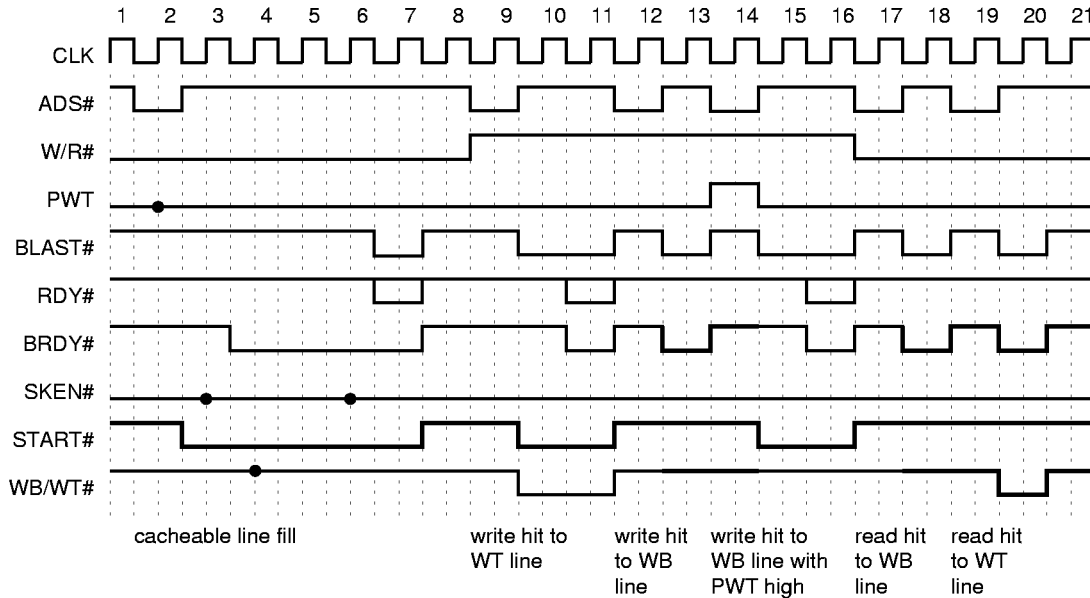 1 2 3 4 5 6 7 8 9 10 11 12 13 14 15 16 17 18 19 20 21
CLK
ADS#
W/R#
PWT
BLAST#
RDY#
BRDY#
SKEN#
START#
WB/WT#
cacheable line fill
write hit to
WT line
write hit
to WB
line
write hit to
WB line with
PWT high
read hit
to WB
line
read hit
to WT
line